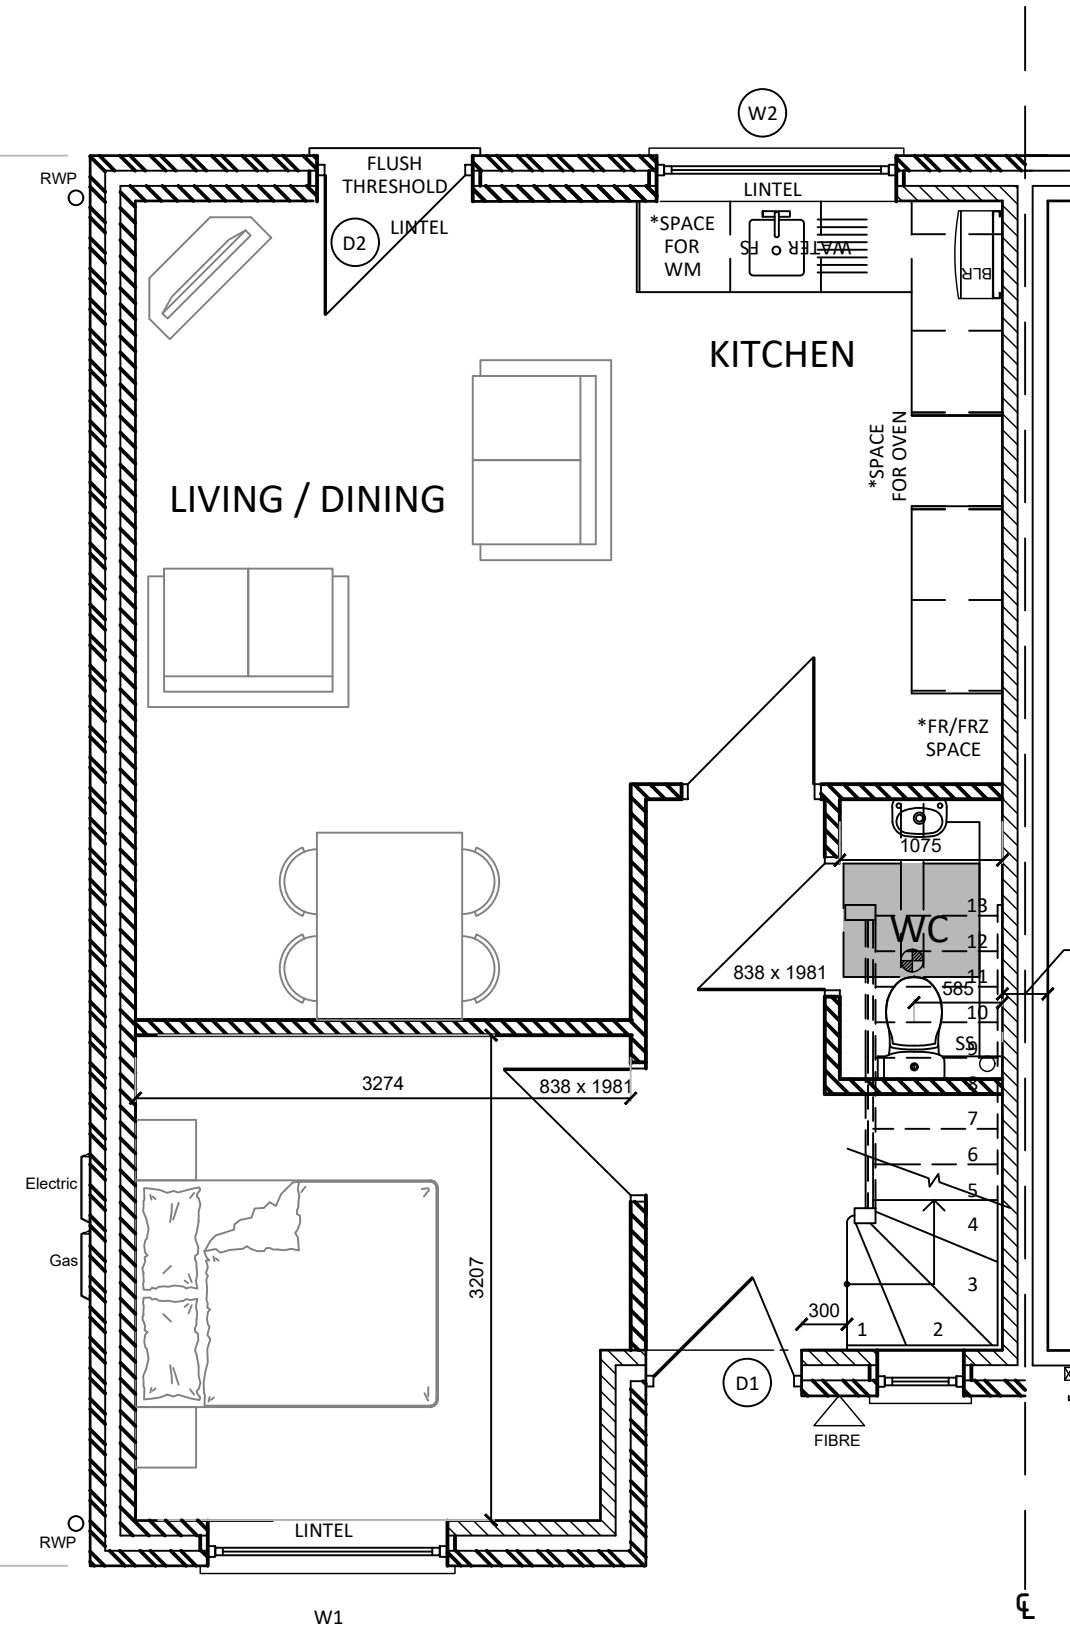 W2
RWP
FLUSH
THRESHOLD
LINTEL
D2
LINTEL
*SPACE
FOR
WM
WATER FS
BLR
KITCHEN
*SPACE
FOR OVEN
LIVING / DINING
*FR/FRZ
SPACE
1075
13
WC
12
838 x 1981
11
585
10
SS
9
8
3274
838 x 1981
7
6
5
4
3
Electric
Gas
3207
300
1
2
D1
FIBRE
LINTEL
RWP
W1
℄